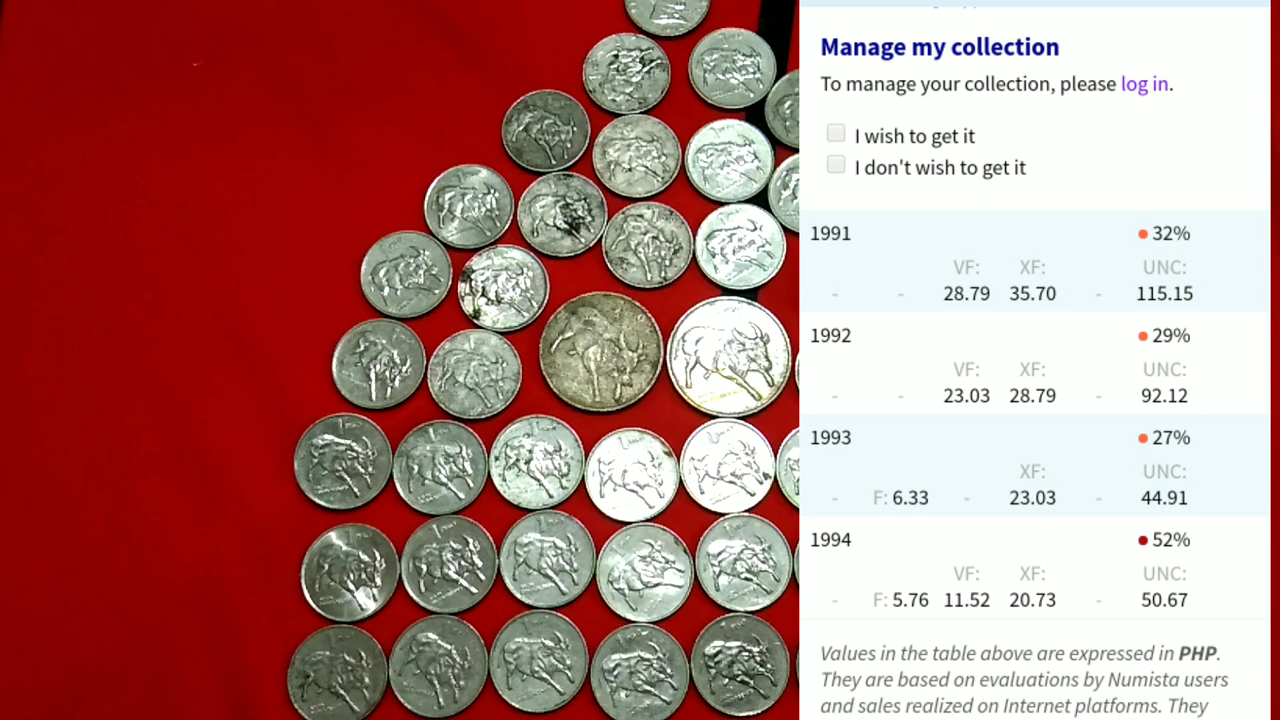 Manage my collection
To manage your collection, please log in.
I wish to get it
I don't wish to get it
1991 32%
VF: XF: UNC:
- - 28.79 35.70 - 115.15
1992 29%
VF: XF: UNC:
- - 23.03 28.79 - 92.12
1993 27%
XF: UNC:
- F: 6.33 - 23.03 - 44.91
1994 52%
VF: XF: UNC:
- F: 5.76 11.52 20.73 - 50.67
Values in the table above are expressed in PHP.
They are based on evaluations by Numista users
and sales realized on Internet platforms. They